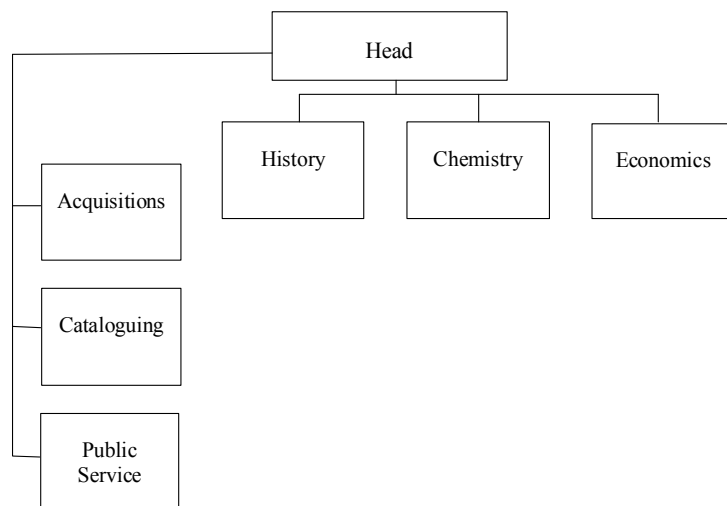 Head
History
Chemistry
Economics
Acquisitions
Cataloguing
Public
Service